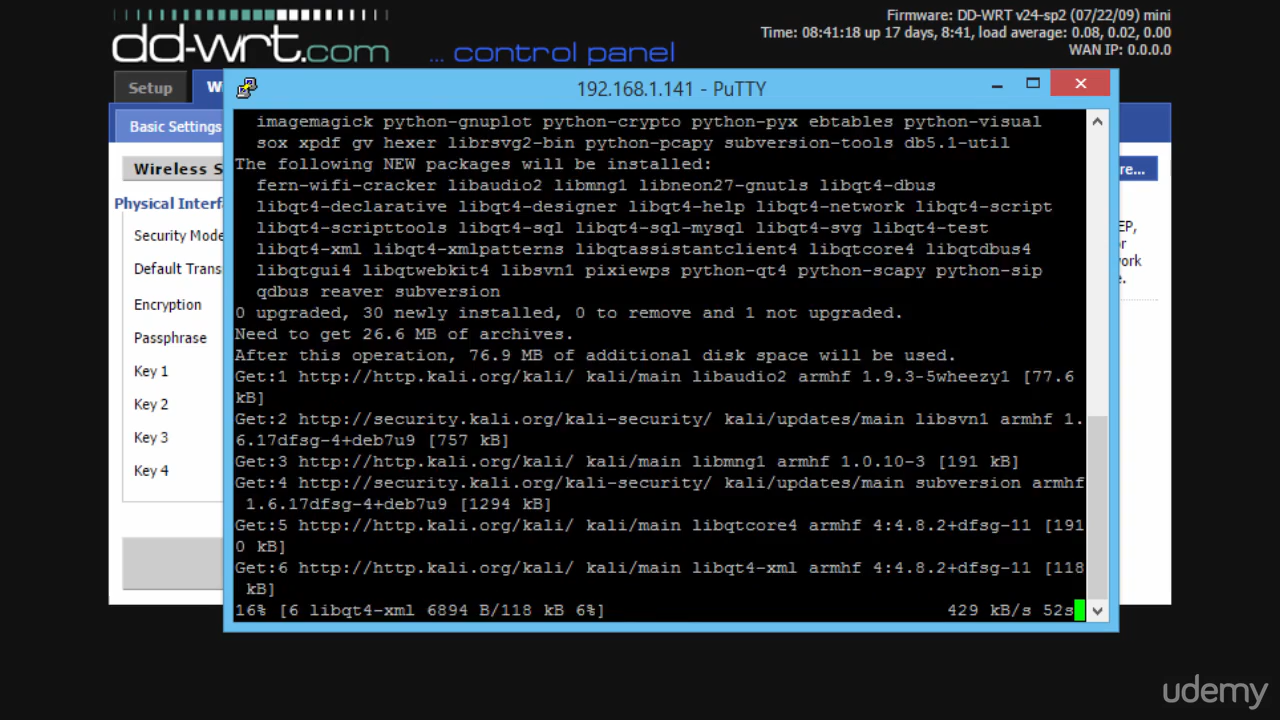 Firmware: DD-WRT v24-sp2 (07/22/09) mini
Time: 08:41:18 up 17 days, 8:41, load average: 0.08, 0.02, 0.00
WAN IP: 0.0.0.0
dd-wrt.com
... control panel
Setup
W
192.168.1.141 - PuTTY
Basic Settings
Wireless S
re...
Physical Interf
Security Mode
Default Trans
Encryption
Passphrase
Key 1
Key 2
Key 3
Key 4
EP,
or
work
e.
imagemagick python-gnuplot python-crypto python-pyx ebtables python-visual
sox xpdf gv hexer librsvg2-bin python-pcapy subversion-tools db5.1-util
The following NEW packages will be installed:
fern-wifi-cracker libaudio2 libmng1 libneon27-gnutls libqt4-dbus
libqt4-declarative libqt4-designer libqt4-help libqt4-network libqt4-script
libqt4-scripttools libqt4-sql libqt4-sql-mysql libqt4-svg libqt4-test
libqt4-xml libqt4-xmlpatterns libqtassistantclient4 libqtcore4 libqtdbus4
libqtgui4 libqtwebkit4 libsvn1 pixiewps python-qt4 python-scapy python-sip
qdbus reaver subversion
0 upgraded, 30 newly installed, 0 to remove and 1 not upgraded.
Need to get 26.6 MB of archives.
After this operation, 76.9 MB of additional disk space will be used.
Get:1 http://http.kali.org/kali/ kali/main libaudio2 armhf 1.9.3-5wheezy1 [77.6
kB]
Get:2 http://security.kali.org/kali-security/ kali/updates/main libsvn1 armhf 1.
6.17dfsg-4+deb7u9 [757 kB]
Get:3 http://http.kali.org/kali/ kali/main libmng1 armhf 1.0.10-3 [191 kB]
Get:4 http://security.kali.org/kali-security/ kali/updates/main subversion armhf
1.6.17dfsg-4+deb7u9 [1294 kB]
Get:5 http://http.kali.org/kali/ kali/main libqtcore4 armhf 4:4.8.2+dfsg-11 [191
0 kB]
Get:6 http://http.kali.org/kali/ kali/main libqt4-xml armhf 4:4.8.2+dfsg-11 [118
kB]
16% [6 libqt4-xml 6894 B/118 kB 6%] 429 kB/s 52s
udemy